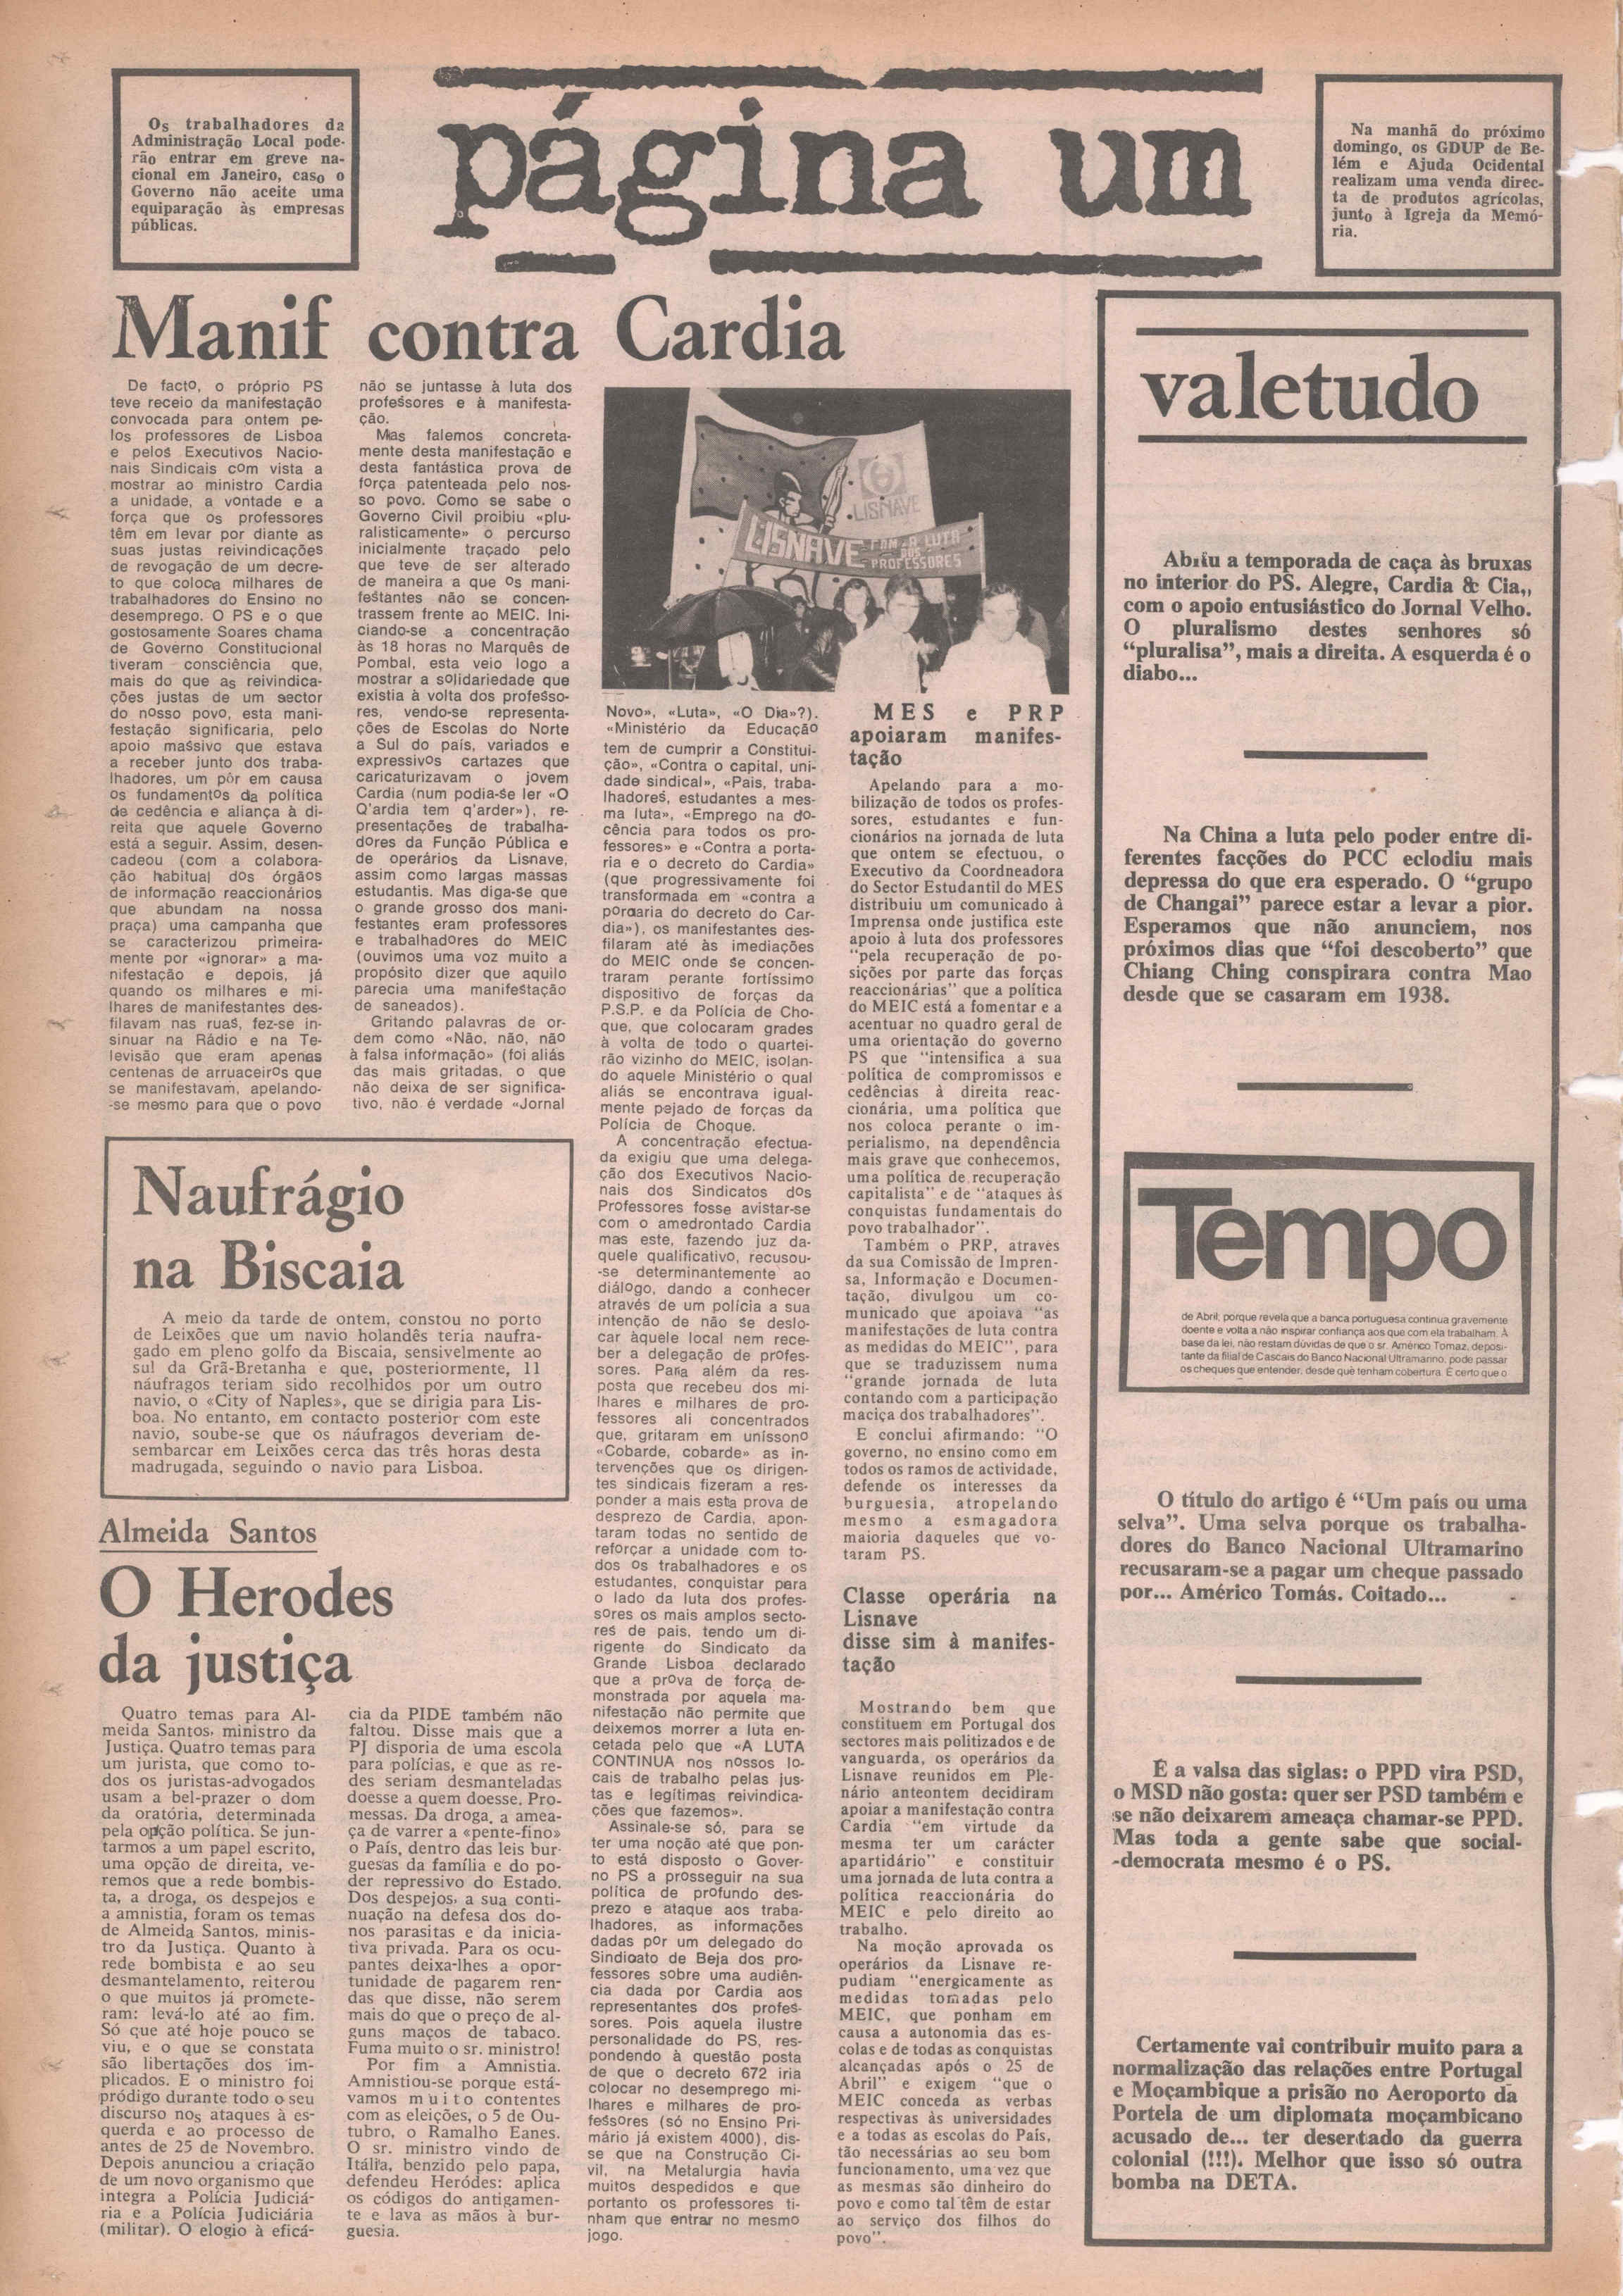 Os trabalhadores da
Administração Local pode-
rão entrar em greve na-
cional em Janeiro, caso o
Governo não aceite uma
equiparação às empresas
públicas.
página um
Na manhã do próximo
domingo, os GDUP de Be-
lém e Ajuda Ocidental
realizam uma venda direc-
ta de produtos agrícolas,
junto à Igreja da Memó-
ria.
Manif contra Cardia
De facto, o próprio PS
teve receio da manifestação
convocada para ontem pe-
los professores de Lisboa
e pelos Executivos Nacio-
nais Sindicais com vista a
mostrar ao ministro Cardia
a unidade, a vontade e a
força que os professores
têm em levar por diante as
suas justas reivindicações
de revogação de um decre-
to que coloca milhares de
trabalhadores do Ensino no
desemprego. O PS e o que
gostosamente Soares chama
de Governo Constitucional
tiveram consciência que,
mais do que as reivindica-
ções justas de um sector
do nosso povo, esta mani-
festação significaria, pelo
apoio massivo que estava
a receber junto dos traba-
lhadores, um pôr em causa
os fundamentos da política
de cedência e aliança à di-
reita que aquele Governo
está a seguir. Assim, desen-
cadeou (com a colabora-
ção habitual dos órgãos
de informação reaccionários
que abundam na nossa
praça) uma campanha que
se caracterizou primeira-
mente por «ignorar» a ma-
nifestação e depois, já
quando os milhares e mi-
lhares de manifestantes des-
filavam nas ruas, fez-se in-
sinuar na Rádio e na Te-
levisão que eram apenas
centenas de arruaceiros que
se manifestavam, apelando-
-se mesmo para que o povo
não se juntasse à luta dos
professores e à manifesta-
ção.
Mas falemos concreta-
mente desta manifestação e
desta fantástica prova de
força patenteada pelo nos-
so povo. Como se sabe o
Governo Civil proibiu «plu-
ralisticamente» o percurso
inicialmente traçado pelo
que teve de ser alterado
de maneira a que os mani-
festantes não se concen-
trassem frente ao MEIC. Ini-
ciando-se a concentração
às 18 horas no Marquês de
Pombal, esta veio logo a
mostrar a solidariedade que
existia à volta dos professo-
res, vendo-se representa-
ções de Escolas do Norte
a Sul do país, variados e
expressivos cartazes que
caricaturizavam o jovem
Cardia (num podia-se ler «O
Q'ardia tem q'arder»), re-
presentações de trabalha-
dores da Função Pública e
de operários da Lisnave,
assim como largas massas
estudantis. Mas diga-se que
o grande grosso dos mani-
festantes eram professores
e trabalhadores do MEIC
(ouvimos uma voz muito a
propósito dizer que aquilo
parecia uma manifestação
de saneados).
Gritando palavras de or-
dem como «Não, não, não
à falsa informação» (foi aliás
das mais gritadas, o que
não deixa de ser significa-
tivo, não é verdade «Jornal
LISNAVE
LISNAVE
COM A LUTA
DOS
PROFESSORES
Novo», «Luta», «O Dia»?).
«Ministério da Educação
tem de cumprir a Constitui-
ção», «Contra o capital, uni-
dade sindical», «Pais, traba-
lhadores, estudantes a mes-
ma luta», «Emprego na do-
cência para todos os pro-
fessores» e «Contra a porta-
ria e o decreto do Cardia»
(que progressivamente foi
transformada em «contra a
porqaria do decreto do Car-
dia»), os manifestantes des-
filaram até às imediações
do MEIC onde se concen-
traram perante fortíssimo
dispositivo de forças da
P.S.P. e da Polícia de Cho-
que, que colocaram grades
à volta de todo o quartei-
rão vizinho do MEIC, isolan-
do aquele Ministério o qual
aliás se encontrava igual-
mente pejado de forças da
Polícia de Choque.
A concentração efectua-
da exigiu que uma delega-
ção dos Executivos Nacio-
nais dos Sindicatos dos
Professores fosse avistar-se
com o amedrontado Cardia
mas este, fazendo juz da-
quele qualificativo, recusou-
-se determinantemente ao
diálogo, dando a conhecer
através de um polícia a sua
intenção de não se deslo-
car àquele local nem rece-
ber a delegação de profes-
sores. Para além da res-
posta que recebeu dos mi-
lhares e milhares de pro-
fessores ali concentrados
que, gritaram em uníssono
«Cobarde, cobarde» as in-
tervenções que os dirigen-
tes sindicais fizeram a res-
ponder a mais esta prova de
desprezo de Cardia, apon-
taram todas no sentido de
reforçar a unidade com to-
dos os trabalhadores e os
estudantes, conquistar para
o lado da luta dos profes-
sores os mais amplos secto-
res de pais, tendo um di-
rigente do Sindicato da
Grande Lisboa declarado
que a prova de força de-
monstrada por aquela ma-
nifestação não permite que
deixemos morrer a luta en-
cetada pelo que «A LUTA
CONTINUA nos nossos lo-
cais de trabalho pelas jus-
tas e legítimas reivindica-
ções que fazemos».
Assinale-se só, para se
ter uma noção até que pon-
to está disposto o Gover-
no PS a prosseguir na sua
política de profundo des-
prezo e ataque aos traba-
lhadores, as informações
dadas por um delegado do
Sindicato de Beja dos pro-
fessores sobre uma audiên-
cia dada por Cardia aos
representantes dos profes-
sores. Pois aquela ilustre
personalidade do PS, res-
pondendo à questão posta
de que o decreto 672 iria
colocar no desemprego mi-
lhares e milhares de pro-
fessores (só no Ensino Pri-
mário já existem 4000), dis-
se que na Construção Ci-
vil, na Metalurgia havia
muitos despedidos e que
portanto os professores ti-
nham que entrar no mesmo
jogo.
MES e PRP
apoiaram manifes-
tação
Apelando para a mo-
bilização de todos os profes-
sores, estudantes e fun-
cionários na jornada de luta
que ontem se efectuou, o
Executivo da Coordneadora
do Sector Estudantil do MES
distribuiu um comunicado à
Imprensa onde justifica este
apoio à luta dos professores
"pela recuperação de po-
sições por parte das forças
reaccionárias" que a política
do MEIC está a fomentar e a
acentuar no quadro geral de
uma orientação do governo
PS que "intensifica a sua
política de compromissos e
cedências à direita reac-
cionária, uma política que
nos coloca perante o im-
perialismo, na dependência
mais grave que conhecemos,
uma política de recuperação
capitalista" e de "ataques às
conquistas fundamentais do
povo trabalhador".
Também o PRP, através
da sua Comissão de Impren-
sa, Informação e Documen-
tação, divulgou um co-
municado que apoiava "as
manifestações de luta contra
as medidas do MEIC", para
que se traduzissem numa
"grande jornada de luta
contando com a participação
maciça dos trabalhadores".
E conclui afirmando: "O
governo, no ensino como em
todos os ramos de actividade,
defende os interesses da
burguesia, atropelando
mesmo a esmagadora
maioria daqueles que vo-
taram PS.
Classe operária na
Lisnave
disse sim à manifes-
tação
Mostrando bem que
constituem em Portugal dos
sectores mais politizados e de
vanguarda, os operários da
Lisnave reunidos em Ple-
nário anteontem decidiram
apoiar a manifestação contra
Cardia "em virtude da
mesma ter um carácter
apartidário" e constituir
uma jornada de luta contra a
política reaccionária do
MEIC e pelo direito ao
trabalho.
Na moção aprovada os
operários da Lisnave re-
pudiam "energicamente as
medidas tomadas pelo
MEIC, que ponham em
causa a autonomia das es-
colas e de todas as conquistas
alcançadas após o 25 de
Abril" e exigem "que o
MEIC conceda as verbas
respectivas às universidades
e a todas as escolas do País,
tão necessárias ao seu bom
funcionamento, uma vez que
as mesmas são dinheiro do
povo e como tal têm de estar
ao serviço dos filhos do
povo".
Naufrágio
na Biscaia
A meio da tarde de ontem, constou no porto
de Leixões que um navio holandês teria naufra-
gado em pleno golfo da Biscaia, sensivelmente ao
sul da Grã-Bretanha e que, posteriormente, 11
náufragos teriam sido recolhidos por um outro
navio, o «City of Naples», que se dirigia para Lis-
boa. No entanto, em contacto posterior com este
navio, soube-se que os náufragos deveriam de-
sembarcar em Leixões cerca das três horas desta
madrugada, seguindo o navio para Lisboa.
Almeida Santos
O Herodes
da justiça
Quatro temas para Al-
meida Santos, ministro da
Justiça. Quatro temas para
um jurista, que como to-
dos os juristas-advogados
usam a bel-prazer o dom
da oratória, determinada
pela opção política. Se jun-
tarmos a um papel escrito,
uma opção de direita, ve-
remos que a rede bombis-
ta, a droga, os despejos e
a amnistia, foram os temas
de Almeida Santos, minis-
tro da Justiça. Quanto à
rede bombista e ao seu
desmantelamento, reiterou
o que muitos já promete-
ram: levá-lo até ao fim.
Só que até hoje pouco se
viu, e o que se constata
são libertações dos im-
plicados. E o ministro foi
pródigo durante todo o seu
discurso nos ataques à es-
querda e ao processo de
antes de 25 de Novembro.
Depois anunciou a criação
de um novo organismo que
integra a Polícia Judiciá-
ria e a Polícia Judiciária
(militar). O elogio à eficá-
cia da PIDE também não
faltou. Disse mais que a
PJ disporia de uma escola
para polícias, e que as re-
des seriam desmanteladas
doesse a quem doesse. Pro-
messas. Da droga, a amea-
ça de varrer a «pente-fino»
o País, dentro das leis bur-
guesas da família e do po-
der repressivo do Estado.
Dos despejos, a sua conti-
nuação na defesa dos do-
nos parasitas e da inicia-
tiva privada. Para os ocu-
pantes deixa-lhes a opor-
tunidade de pagarem ren-
das que disse, não serem
mais do que o preço de al-
guns maços de tabaco.
Fuma muito o sr. ministro!
Por fim a Amnistia.
Amnistiou-se porque está-
vamos muito contentes
com as eleições, o 5 de Ou-
tubro, o Ramalho Eanes.
O sr. ministro vindo de
Itália, benzido pelo papa,
defendeu Heródes: aplica
os códigos do antigamen-
te e lava as mãos à bur-
guesia.
valetudo
Abriu a temporada de caça às bruxas
no interior do PS. Alegre, Cardia & Cia,,
com o apoio entusiástico do Jornal Velho.
O pluralismo destes senhores só
"pluralisa", mais a direita. A esquerda é o
diabo...
Na China a luta pelo poder entre di-
ferentes facções do PCC eclodiu mais
depressa do que era esperado. O "grupo
de Changai" parece estar a levar a pior.
Esperamos que não anunciem, nos
próximos dias que "foi descoberto" que
Chiang Ching conspirara contra Mao
desde que se casaram em 1938.
Tempo
de Abril; porque revela que a banca portuguesa continua gravemente
doente e volta a não inspirar confiança aos que com ela trabalham. À
base da lei, não restam dúvidas de que o sr. Américo Tomaz, deposi-
tante da filial de Cascais do Banco Nacional Ultramarino, pode passar
os cheques que entender, desde que tenham cobertura. É certo que o
O título do artigo é "Um país ou uma
selva". Uma selva porque os trabalha-
dores do Banco Nacional Ultramarino
recusaram-se a pagar um cheque passado
por... Américo Tomás. Coitado...
É a valsa das siglas: o PPD vira PSD,
o MSD não gosta: quer ser PSD também e
se não deixarem ameaça chamar-se PPD.
Mas toda a gente sabe que social-
-democrata mesmo é o PS.
Certamente vai contribuir muito para a
normalização das relações entre Portugal
e Moçambique a prisão no Aeroporto da
Portela de um diplomata moçambicano
acusado de... ter desertado da guerra
colonial (!!!). Melhor que isso só outra
bomba na DETA.